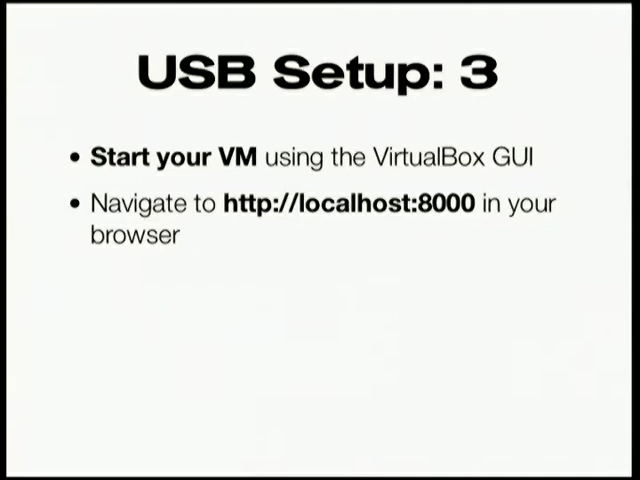 USB Setup: 3
• Start your VM using the VirtualBox GUI
• Navigate to http://localhost:8000 in your
browser